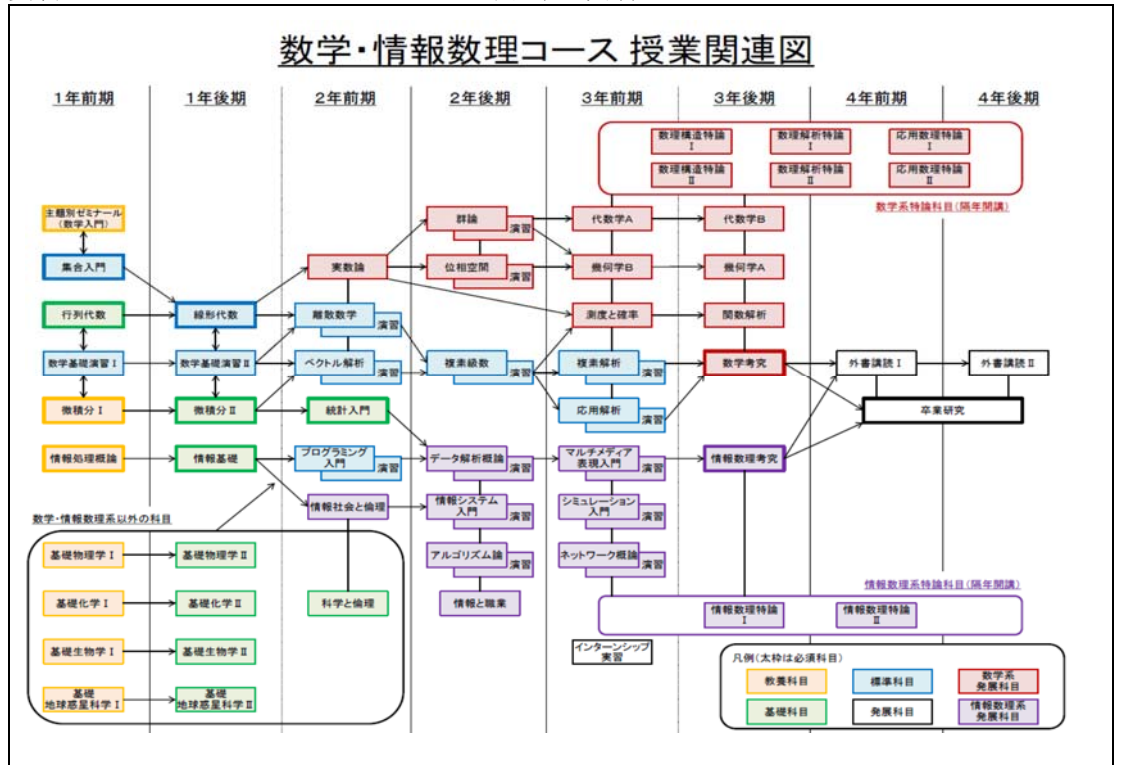 数学・情報数理コース 授業関連図
1年前期
1年後期
2年前期
2年後期
3年前期
3年後期
4年前期
4年後期
数理構造特論
Ⅰ
数理解析特論
Ⅰ
応用数理特論
Ⅰ
数理構造特論
Ⅱ
数理解析特論
Ⅱ
応用数理特論
Ⅱ
数学系特論科目(隔年開講)
主題別ゼミナール
(数学入門)
群論
演習
代数学A
代数学B
集合入門
実数論
位相空間
演習
幾何学B
幾何学A
行列代数
線形代数
離散数学
演習
測度と確率
関数解析
数学基礎演習Ⅰ
数学基礎演習Ⅱ
ベクトル解析
演習
複素級数
演習
複素解析
演習
数学考究
外書講読Ⅰ
外書講読Ⅱ
微積分Ⅰ
微積分Ⅱ
統計入門
応用解析
演習
卒業研究
情報処理概論
情報基礎
プログラミング
入門
演習
データ解析概論
演習
マルチメディア
表現入門
演習
情報数理考究
情報社会と倫理
情報システム
入門
演習
シミュレーション
入門
演習
数学・情報数理系以外の科目
基礎物理学Ⅰ
基礎物理学Ⅱ
アルゴリズム論
演習
ネットワーク概論
演習
情報数理系特論科目(隔年開講)
基礎化学Ⅰ
基礎化学Ⅱ
科学と倫理
情報と職業
情報数理特論
Ⅰ
情報数理特論
Ⅱ
基礎生物学Ⅰ
基礎生物学Ⅱ
インターンシップ
実習
基礎
地球惑星科学Ⅰ
基礎
地球惑星科学Ⅱ
凡例(太枠は必須科目)
教養科目
標準科目
数学系
発展科目
基礎科目
発展科目
情報数理系
発展科目